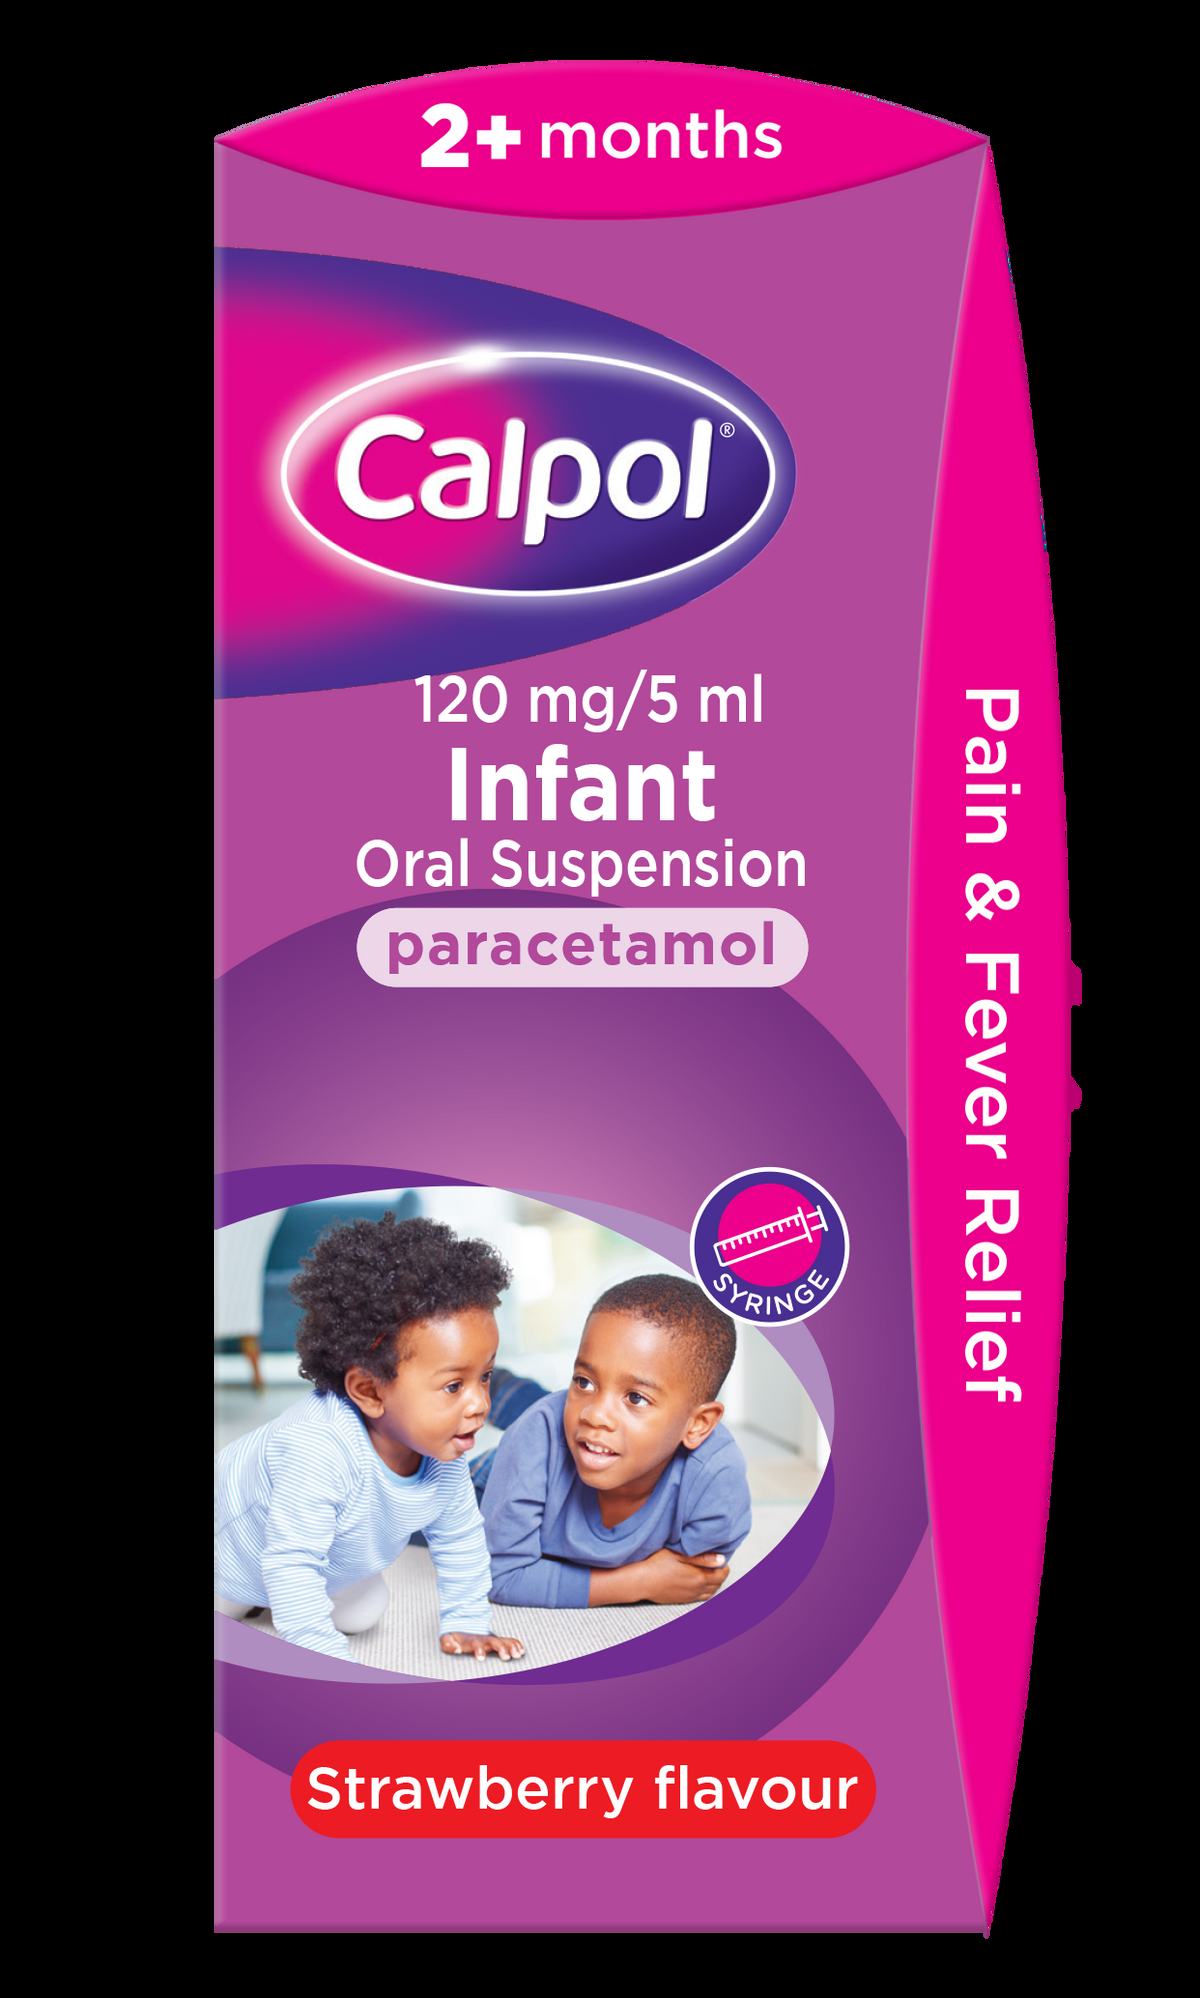 2+ months
Calpol®
120 mg/5 ml
Infant
Oral Suspension
paracetamol
SYRINGE
Strawberry flavour
Pain & Fever Relief